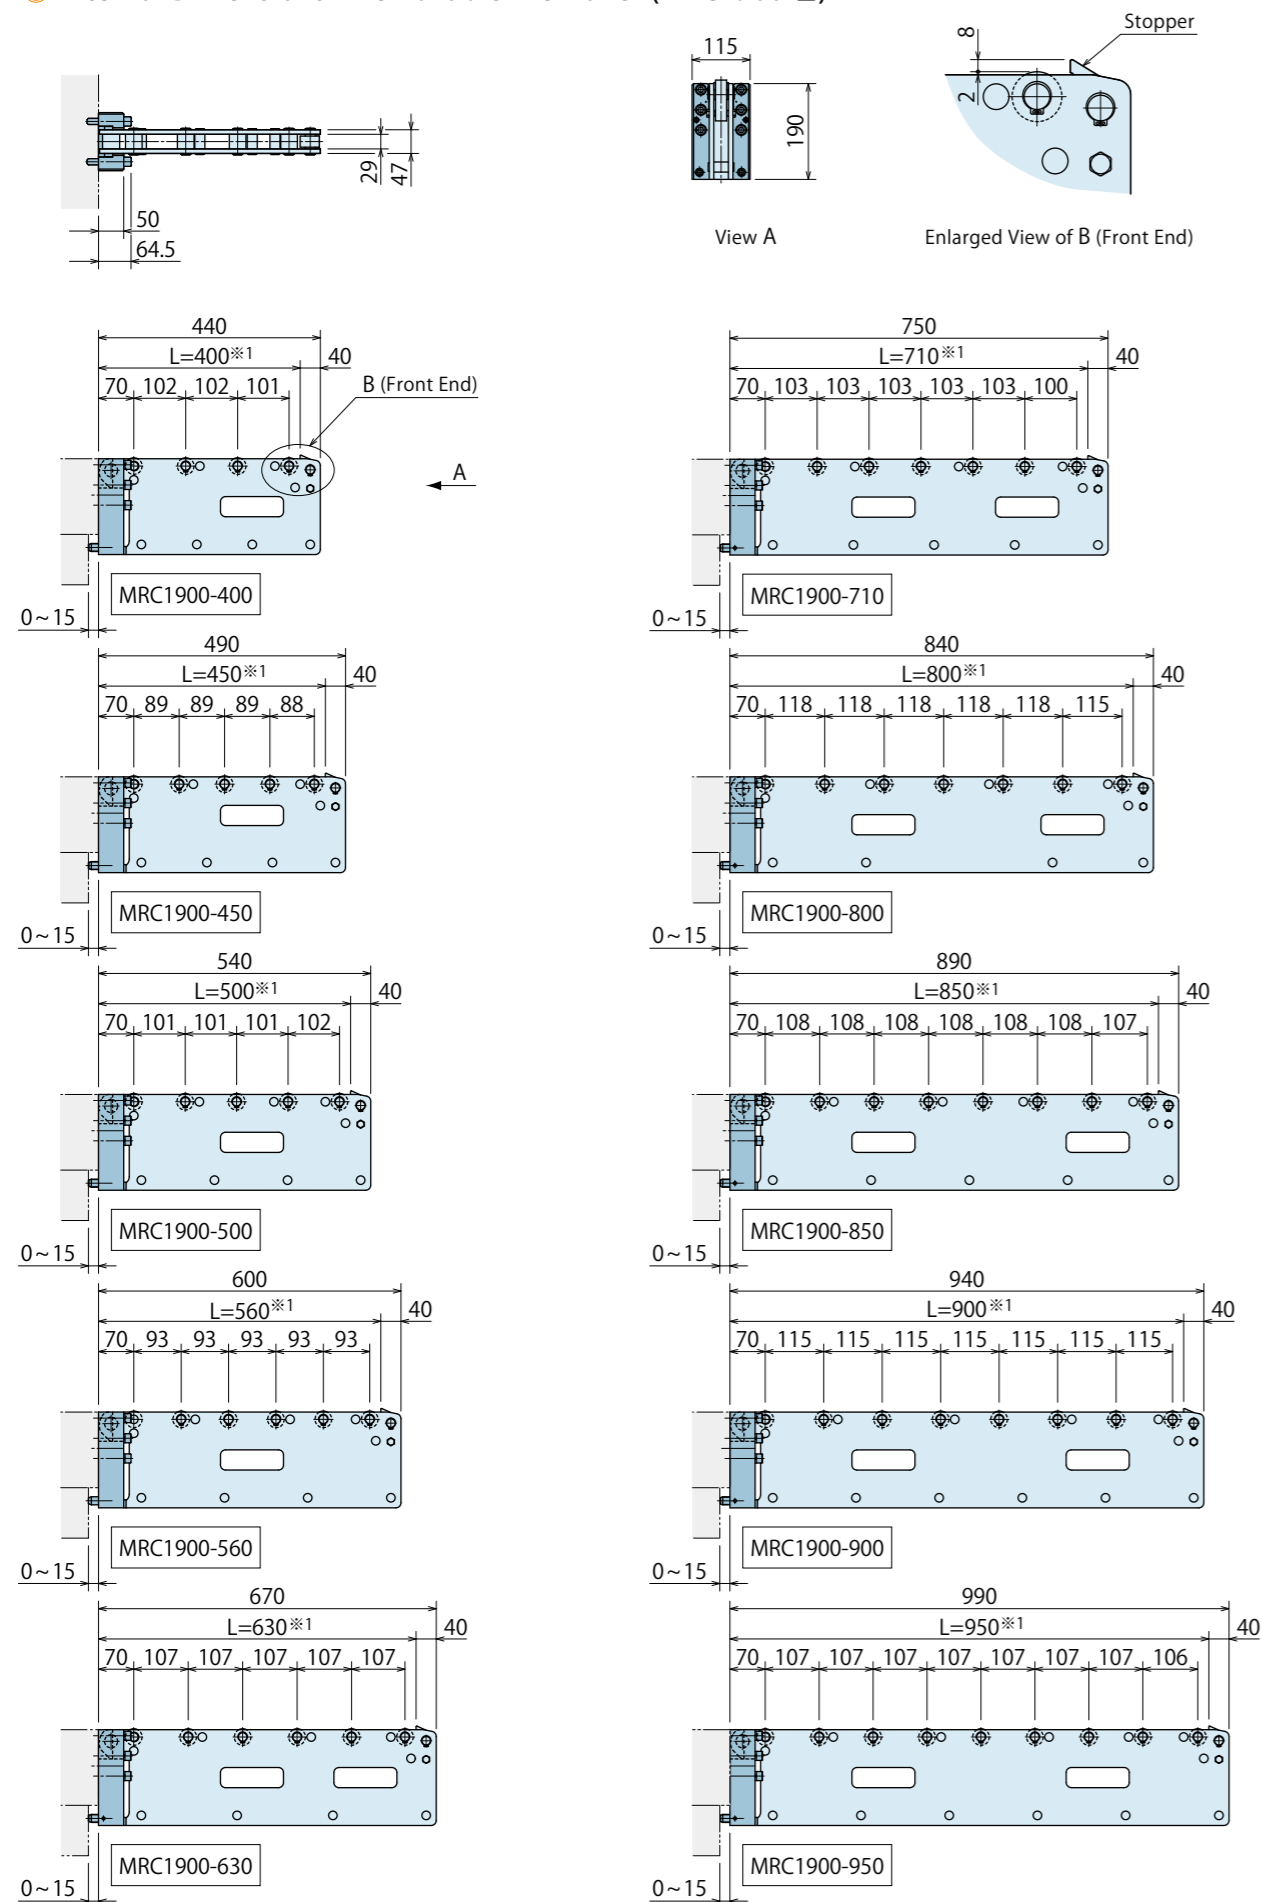 Stopper
115
8
2
190
29
47
50
64.5
View A
Enlarged View of B (Front End)
440
L=400※1
40
70 102 102 101
B (Front End)
A
MRC1900-400
0~15
750
L=710※1
40
70 103 103 103 103 103 100
MRC1900-710
0~15
490
L=450※1
40
70 89 89 89 88
MRC1900-450
0~15
840
L=800※1
40
70 118 118 118 118 118 115
MRC1900-800
0~15
540
L=500※1
40
70 101 101 101 102
MRC1900-500
0~15
890
L=850※1
40
70 108 108 108 108 108 108 107
MRC1900-850
0~15
600
L=560※1
40
70 93 93 93 93 93
MRC1900-560
0~15
940
L=900※1
40
70 115 115 115 115 115 115 115
MRC1900-900
0~15
670
L=630※1
40
70 107 107 107 107 107
MRC1900-630
0~15
990
L=950※1
40
70 107 107 107 107 107 107 107 106
MRC1900-950
0~15